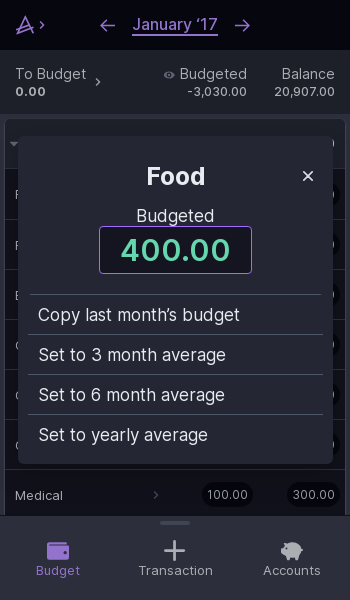 January ‘17
To Budget
0.00
Budgeted
-3,030.00
Balance
20,907.00
Food
Budgeted
400.00
Copy last month’s budget
Set to 3 month average
Set to 6 month average
Set to yearly average
Medical
100.00
300.00
Budget
Transaction
Accounts